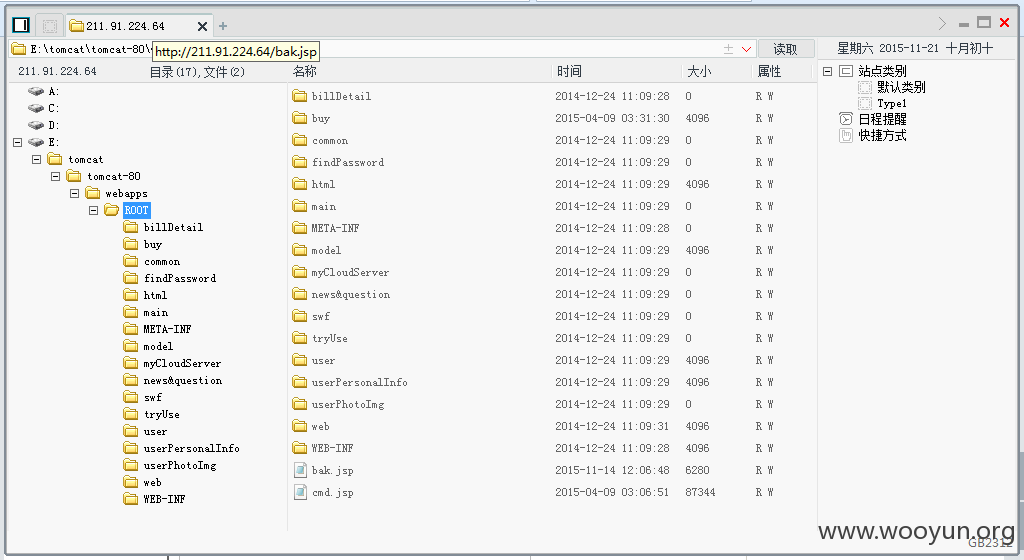 211.91.224.64
E:\tomcat\tomcat-80\
http://211.91.224.64/bak.jsp
读取
星期六 2015-11-21 十月初十
211.91.224.64 目录(17),文件(2)
名称 时间 大小 属性
A:
C:
D:
E:
tomcat
tomcat-80
webapps
ROOT
billDetail
buy
common
findPassword
html
main
META-INF
model
myCloudServer
news&question
swf
tryUse
user
userPersonalInfo
userPhotoImg
web
WEB-INF
billDetail 2014-12-24 11:09:28 0 R W
buy 2015-04-09 03:31:30 4096 R W
common 2014-12-24 11:09:29 0 R W
findPassword 2014-12-24 11:09:29 0 R W
html 2014-12-24 11:09:29 4096 R W
main 2014-12-24 11:09:29 0 R W
META-INF 2014-12-24 11:09:28 0 R W
model 2014-12-24 11:09:29 4096 R W
myCloudServer 2014-12-24 11:09:29 0 R W
news&question 2014-12-24 11:09:29 0 R W
swf 2014-12-24 11:09:29 0 R W
tryUse 2014-12-24 11:09:29 0 R W
user 2014-12-24 11:09:29 4096 R W
userPersonalInfo 2014-12-24 11:09:29 4096 R W
userPhotoImg 2014-12-24 11:09:29 0 R W
web 2014-12-24 11:09:31 4096 R W
WEB-INF 2014-12-24 11:09:28 4096 R W
bak.jsp 2015-11-14 12:06:48 6280 R W
cmd.jsp 2015-04-09 03:06:51 87344 R W
站点类别
默认类别
Type1
日程提醒
快捷方式
www.wooyun.org
GB2312